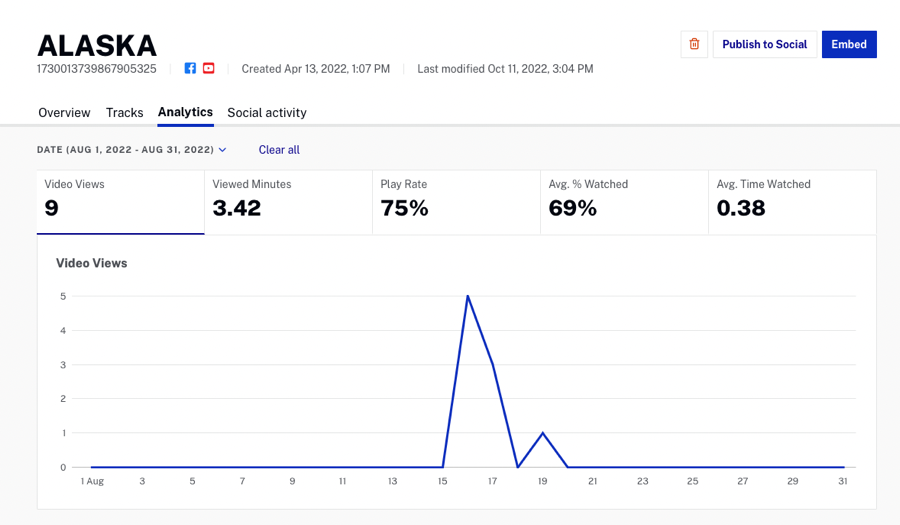 ALASKA
1730013739867905325 Created Apr 13, 2022, 1:07 PM Last modified Oct 11, 2022, 3:04 PM
Publish to Social Embed
Overview Tracks Analytics Social activity
DATE (AUG 1, 2022 - AUG 31, 2022) Clear all
Video Views Viewed Minutes Play Rate Avg. % Watched Avg. Time Watched
9 3.42 75% 69% 0.38
Video Views
5
4
3
2
1
0
1 Aug 3 5 7 9 11 13 15 17 19 21 23 25 27 29 31